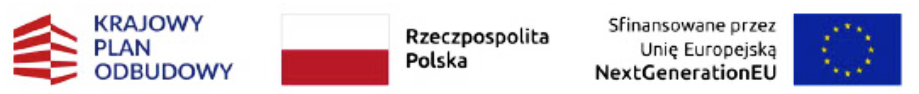 KRAJOWY
PLAN
ODBUDOWY
Rzeczpospolita
Polska
Sfinansowane przez
Unię Europejską
NextGenerationEU